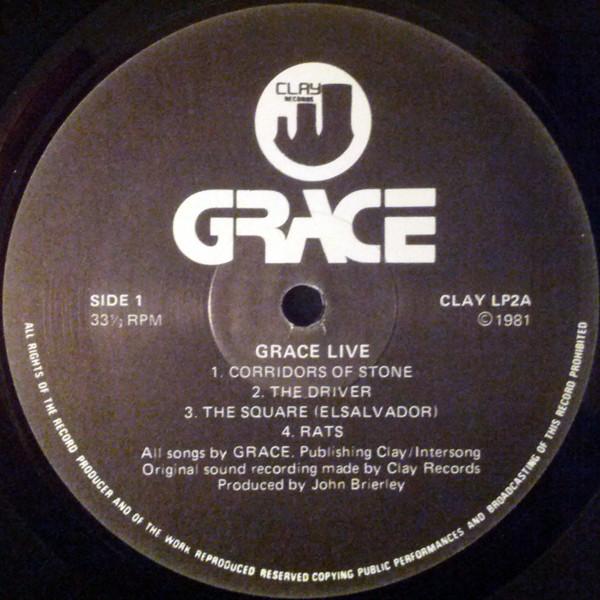 CLAY
RECORDS
GRACE
SIDE 1
33⅓ RPM
CLAY LP2A
©1981
GRACE LIVE
1. CORRIDORS OF STONE
2. THE DRIVER
3. THE SQUARE (ELSALVADOR)
4. RATS
All songs by GRACE. Publishing Clay/Intersong
Original sound recording made by Clay Records
Produced by John Brierley
ALL RIGHTS OF THE RECORD PRODUCER AND OF THE WORK REPRODUCED RESERVED COPYING PUBLIC PERFORMANCES AND BROADCASTING OF THIS RECORD PROHIBITED